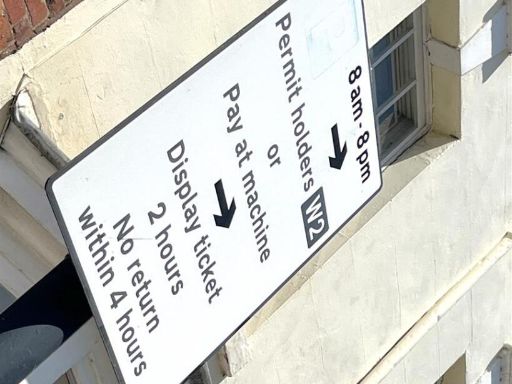 8 am - 8 pm
Permit holders W2
or
Pay at machine
Display ticket
2 hours
No return
within 4 hours